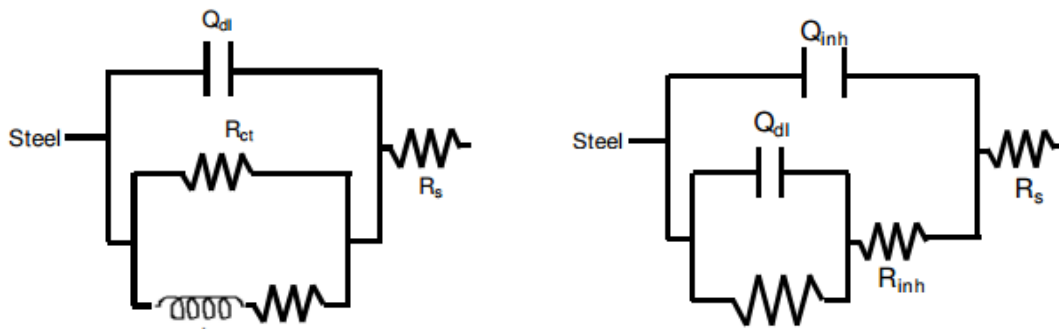 Q_dl
Steel
R_ct
R_s
Q_inh
Steel
Q_dl
R_s
R_inh